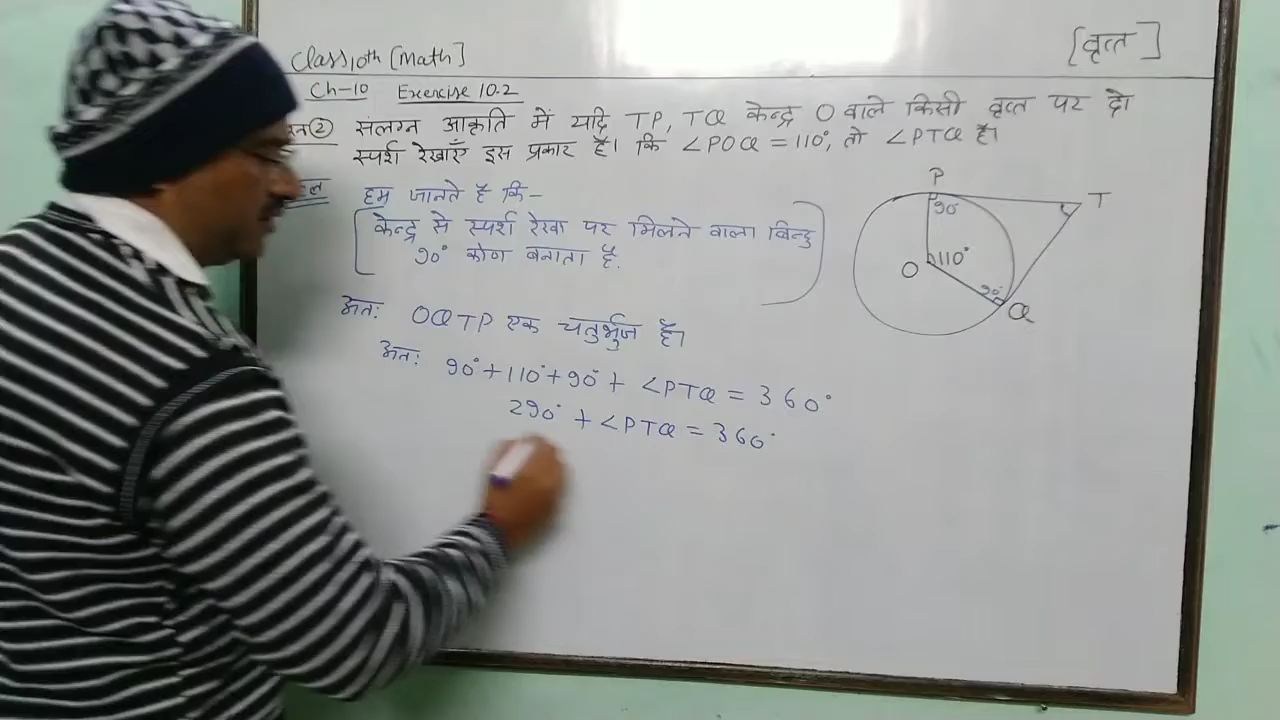 Class 10th [Math]
[वृत्त]
Ch-10 Exercise 10.2
② संलग्न आकृति में यदि TP, TQ केन्द्र O वाले किसी वृत्त पर दो
स्पर्श रेखाएँ इस प्रकार है। कि ∠POQ = 110°, तो ∠PTQ है।
हम जानते है कि-
[केन्द्र से स्पर्श रेखा पर मिलने वाला बिन्दु
90° कोण बनाता है.
अतः OQTP एक चतुर्भुज है।
अतः 90° + 110° + 90° + ∠PTQ = 360°
290° + ∠PTQ = 360°
P
T
90
O
110°
90°
Q